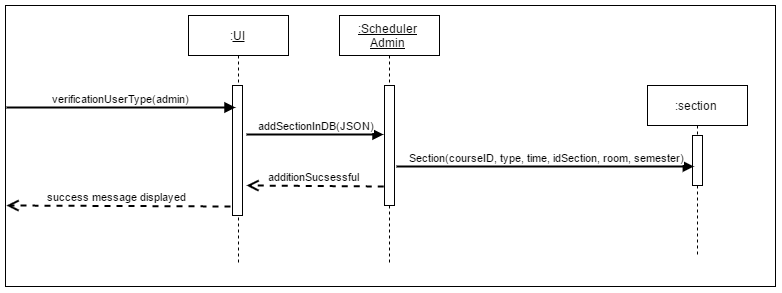 :UI
:Scheduler
Admin
verificationUserType(admin)
addSectionInDB(JSON)
:section
Section(courseID, type, time, idSection, room, semester)
additionSucsessful
success message displayed